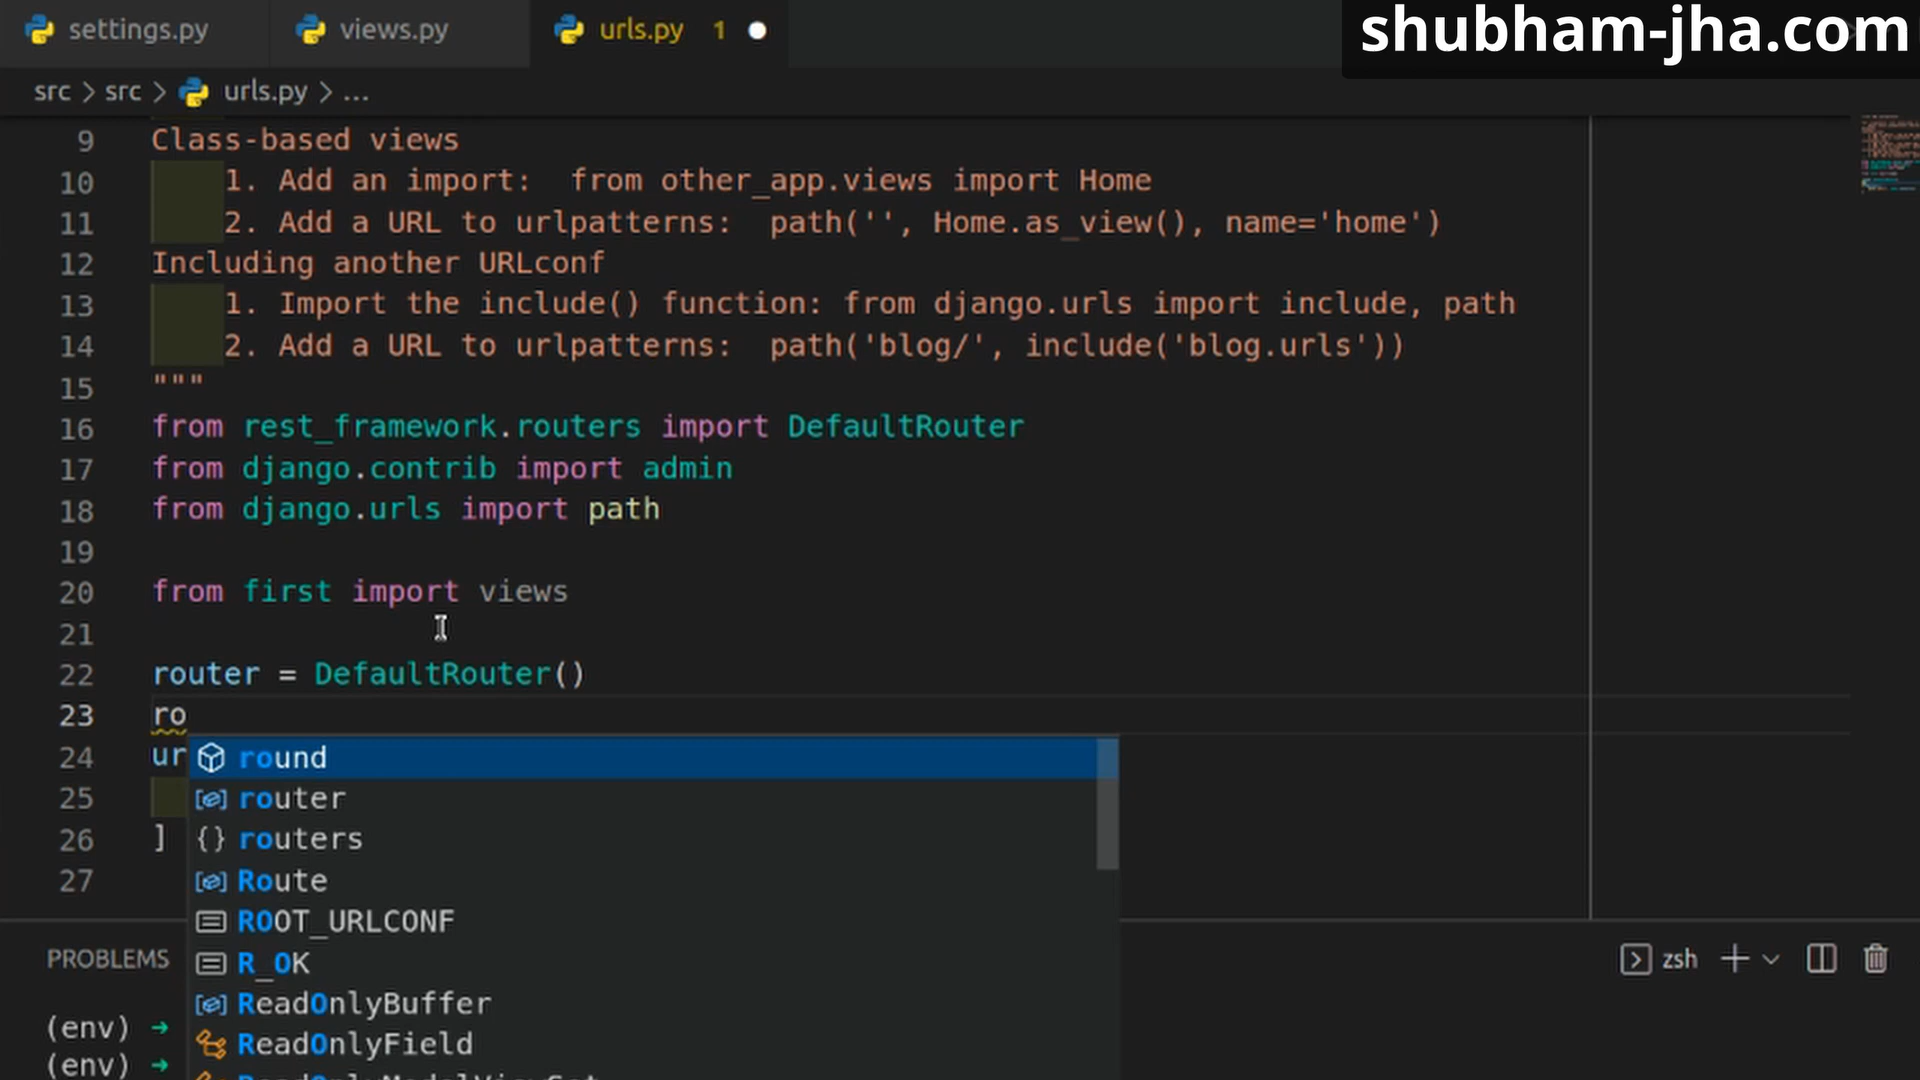 settings.py views.py urls.py 1
shubham-jha.com
src > src > urls.py > ...
9 Class-based views
10 1. Add an import:  from other_app.views import Home
11 2. Add a URL to urlpatterns:  path('', Home.as_view(), name='home')
12 Including another URLconf
13 1. Import the include() function: from django.urls import include, path
14 2. Add a URL to urlpatterns:  path('blog/', include('blog.urls'))
15 """
16 from rest_framework.routers import DefaultRouter
17 from django.contrib import admin
18 from django.urls import path
19
20 from first import views
21
22 router = DefaultRouter()
23 ro
24 ur
round
25
router
26 ]
routers
27
Route
ROOT_URLCONF
R_OK
ReadOnlyBuffer
ReadOnlyField
PROBLEMS
zsh
(env) ➜
(env) ➜